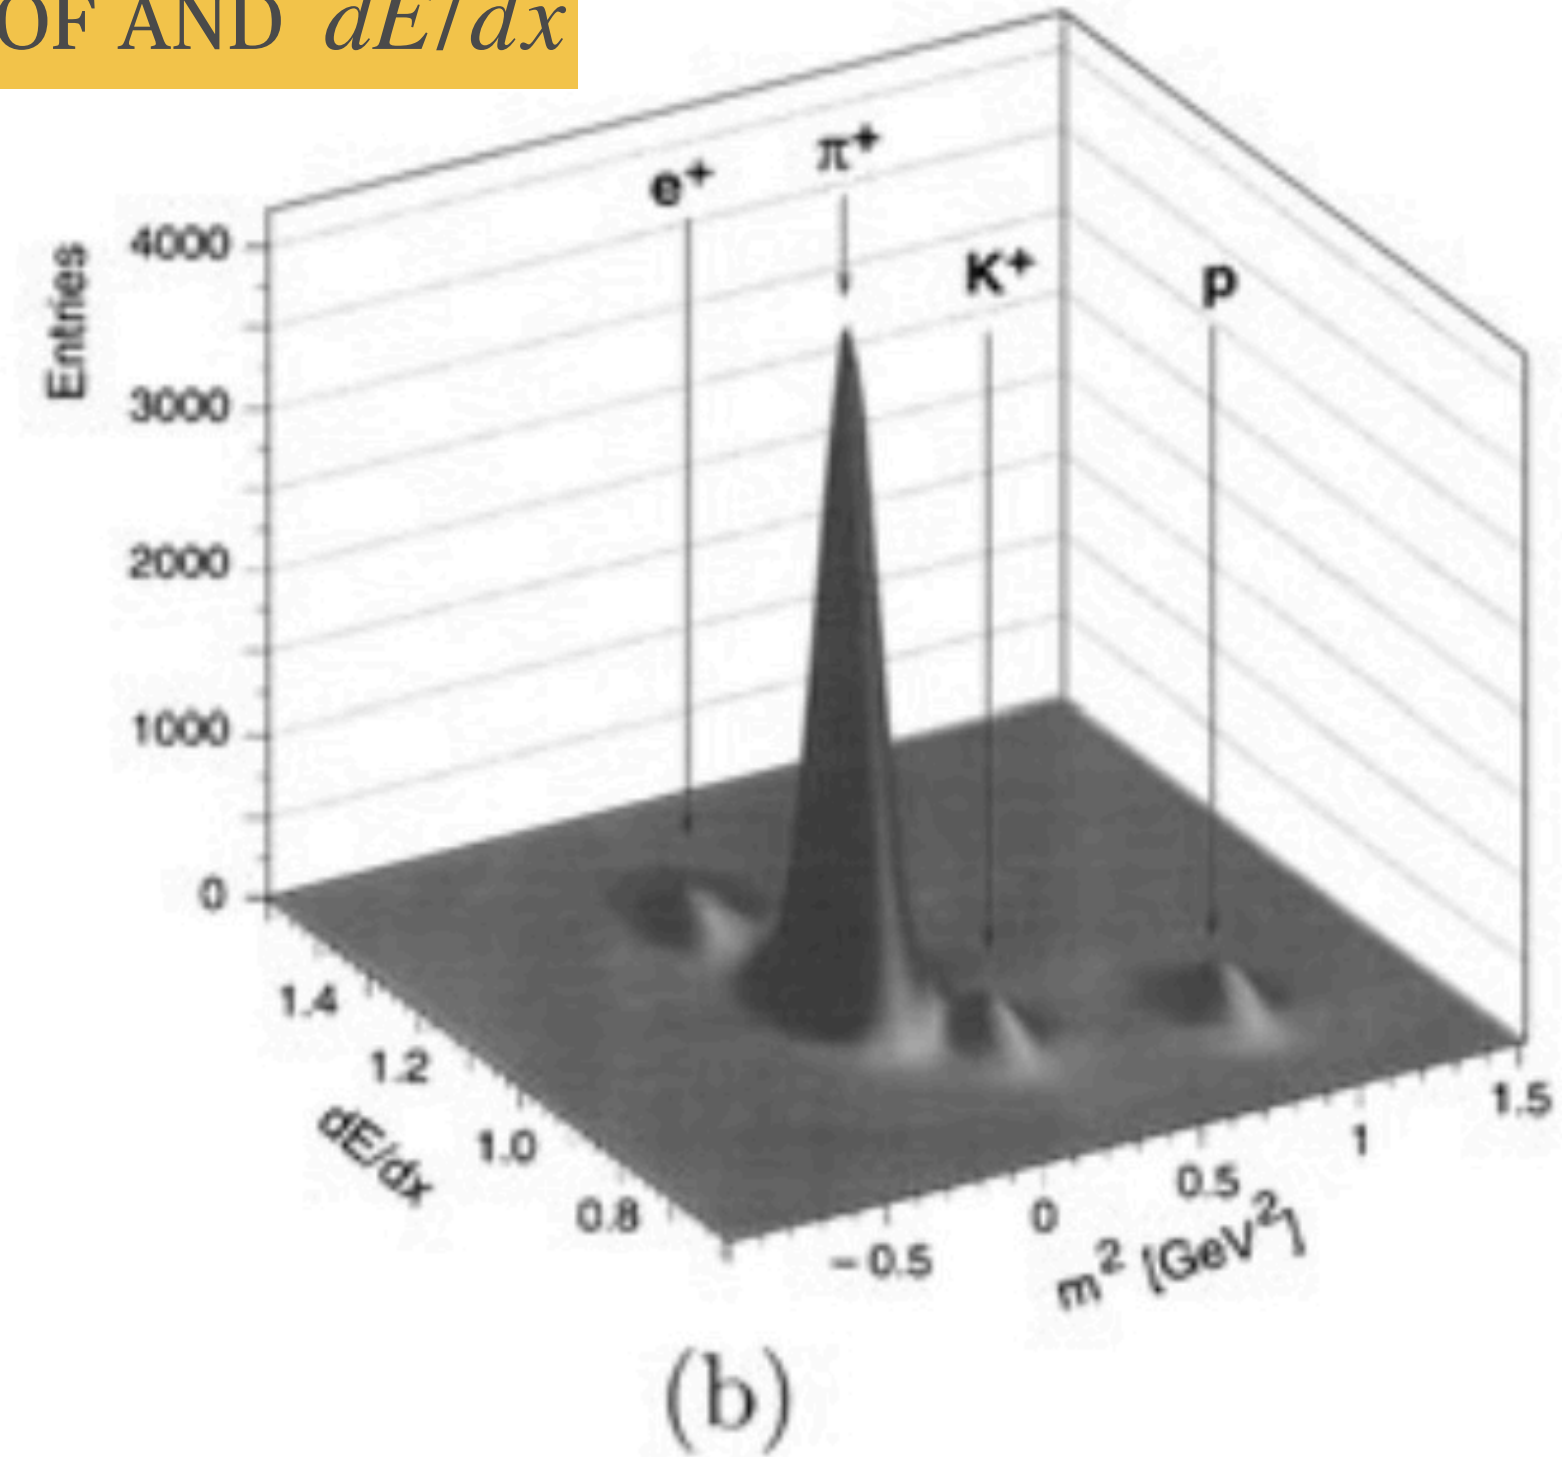 OF AND dE/dx
e⁺
π⁺
K⁺
p
Entries
4000
3000
2000
1000
0
1.4
1.2
1.0
0.8
dE/dx
−0.5
0
0.5
1
1.5
m² [GeV²]
(b)